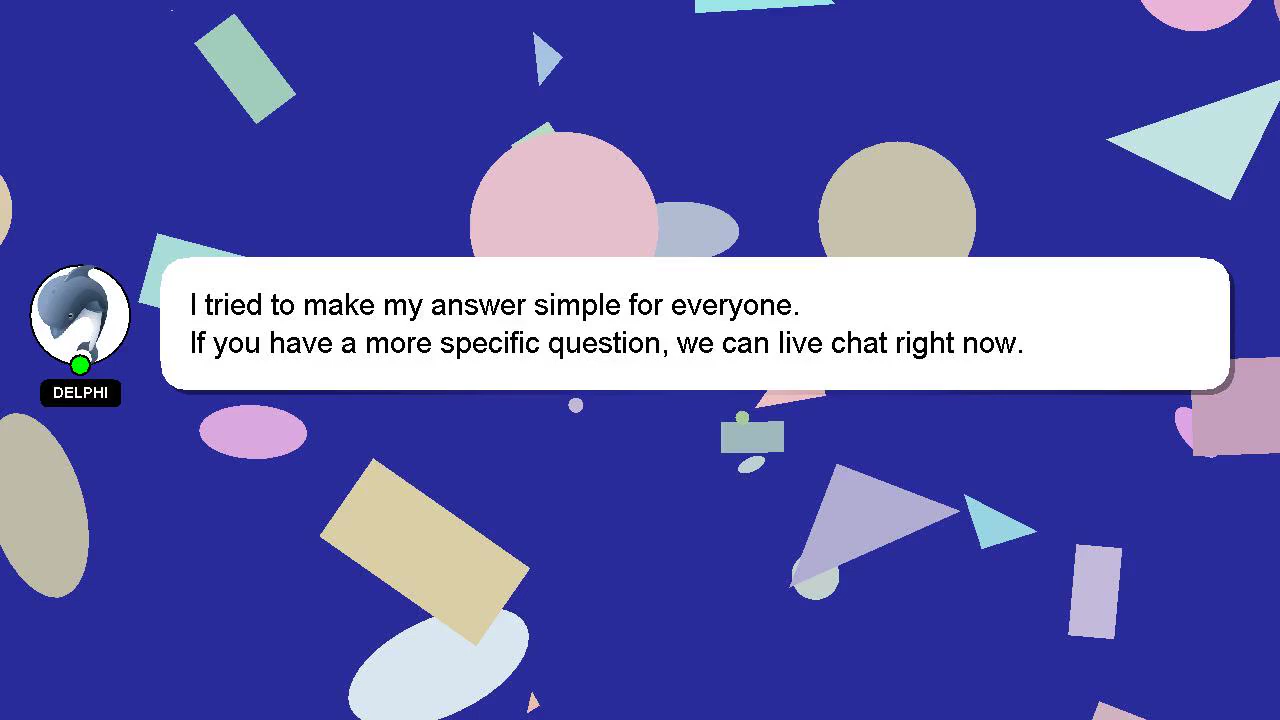 I tried to make my answer simple for everyone.
If you have a more specific question, we can live chat right now.
DELPHI